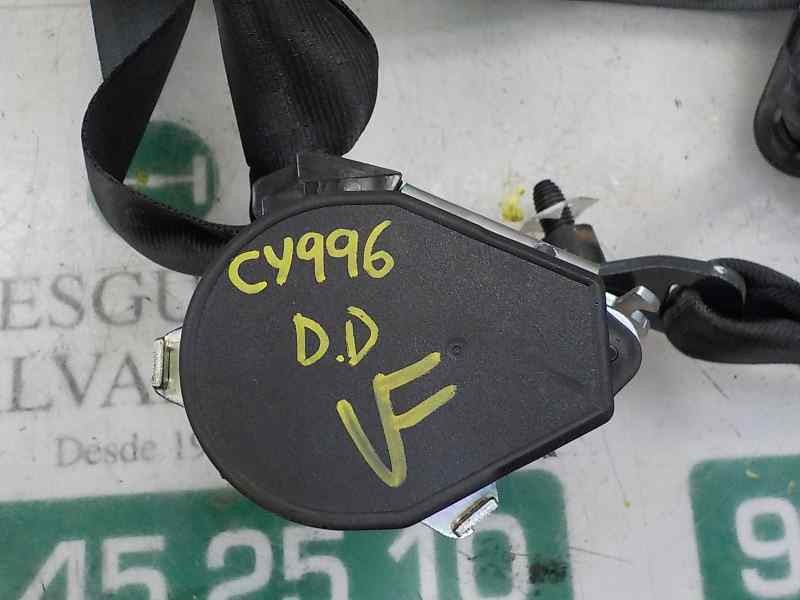 CY996
D.D
VF
ESGU
LVA
Desde 19
45 25 10
9